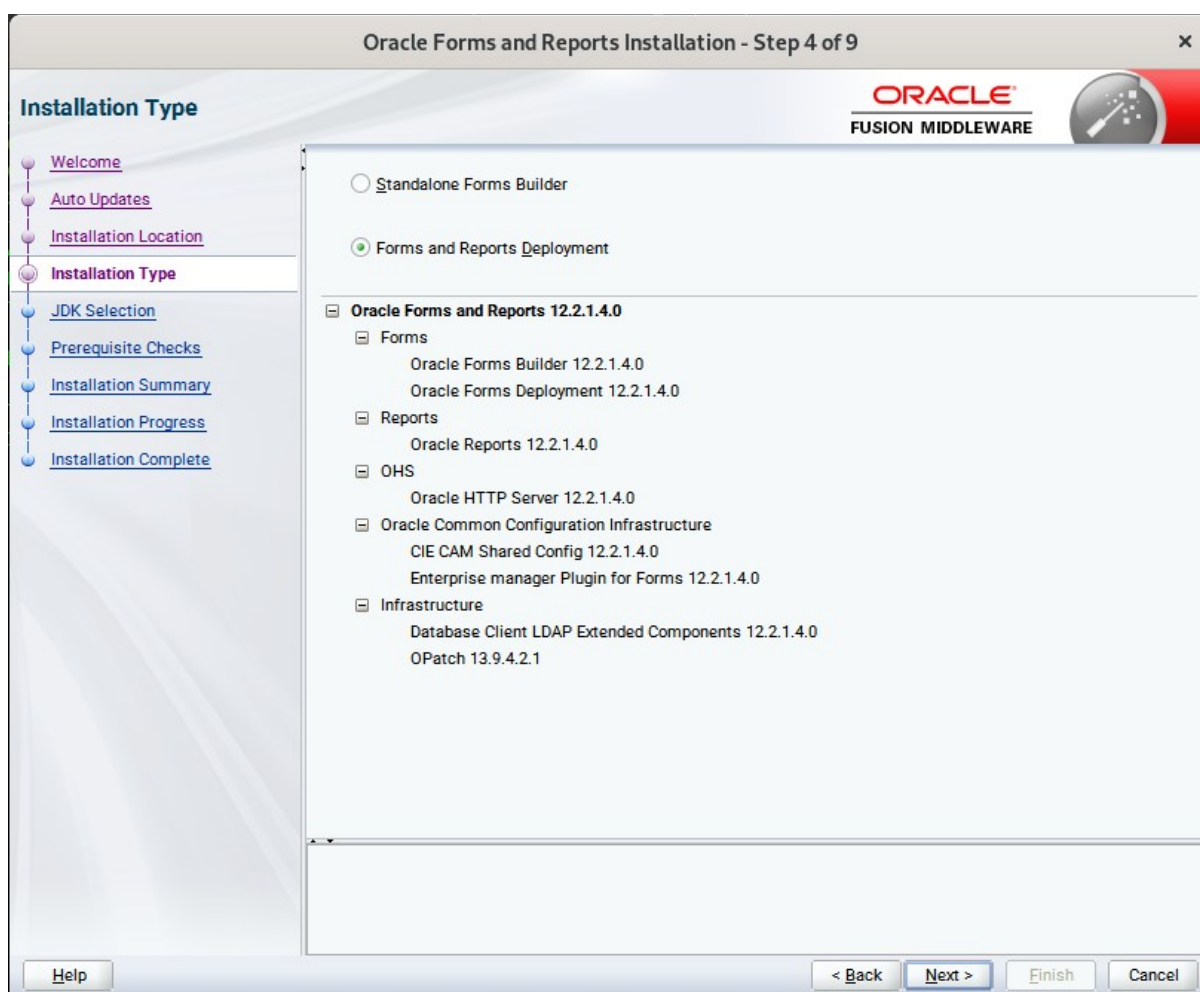 Oracle Forms and Reports Installation - Step 4 of 9
Installation Type
ORACLE
FUSION MIDDLEWARE
Welcome
Auto Updates
Installation Location
Installation Type
JDK Selection
Prerequisite Checks
Installation Summary
Installation Progress
Installation Complete
Standalone Forms Builder
Forms and Reports Deployment
Oracle Forms and Reports 12.2.1.4.0
Forms
Oracle Forms Builder 12.2.1.4.0
Oracle Forms Deployment 12.2.1.4.0
Reports
Oracle Reports 12.2.1.4.0
OHS
Oracle HTTP Server 12.2.1.4.0
Oracle Common Configuration Infrastructure
CIE CAM Shared Config 12.2.1.4.0
Enterprise manager Plugin for Forms 12.2.1.4.0
Infrastructure
Database Client LDAP Extended Components 12.2.1.4.0
OPatch 13.9.4.2.1
Help
< Back
Next >
Finish
Cancel